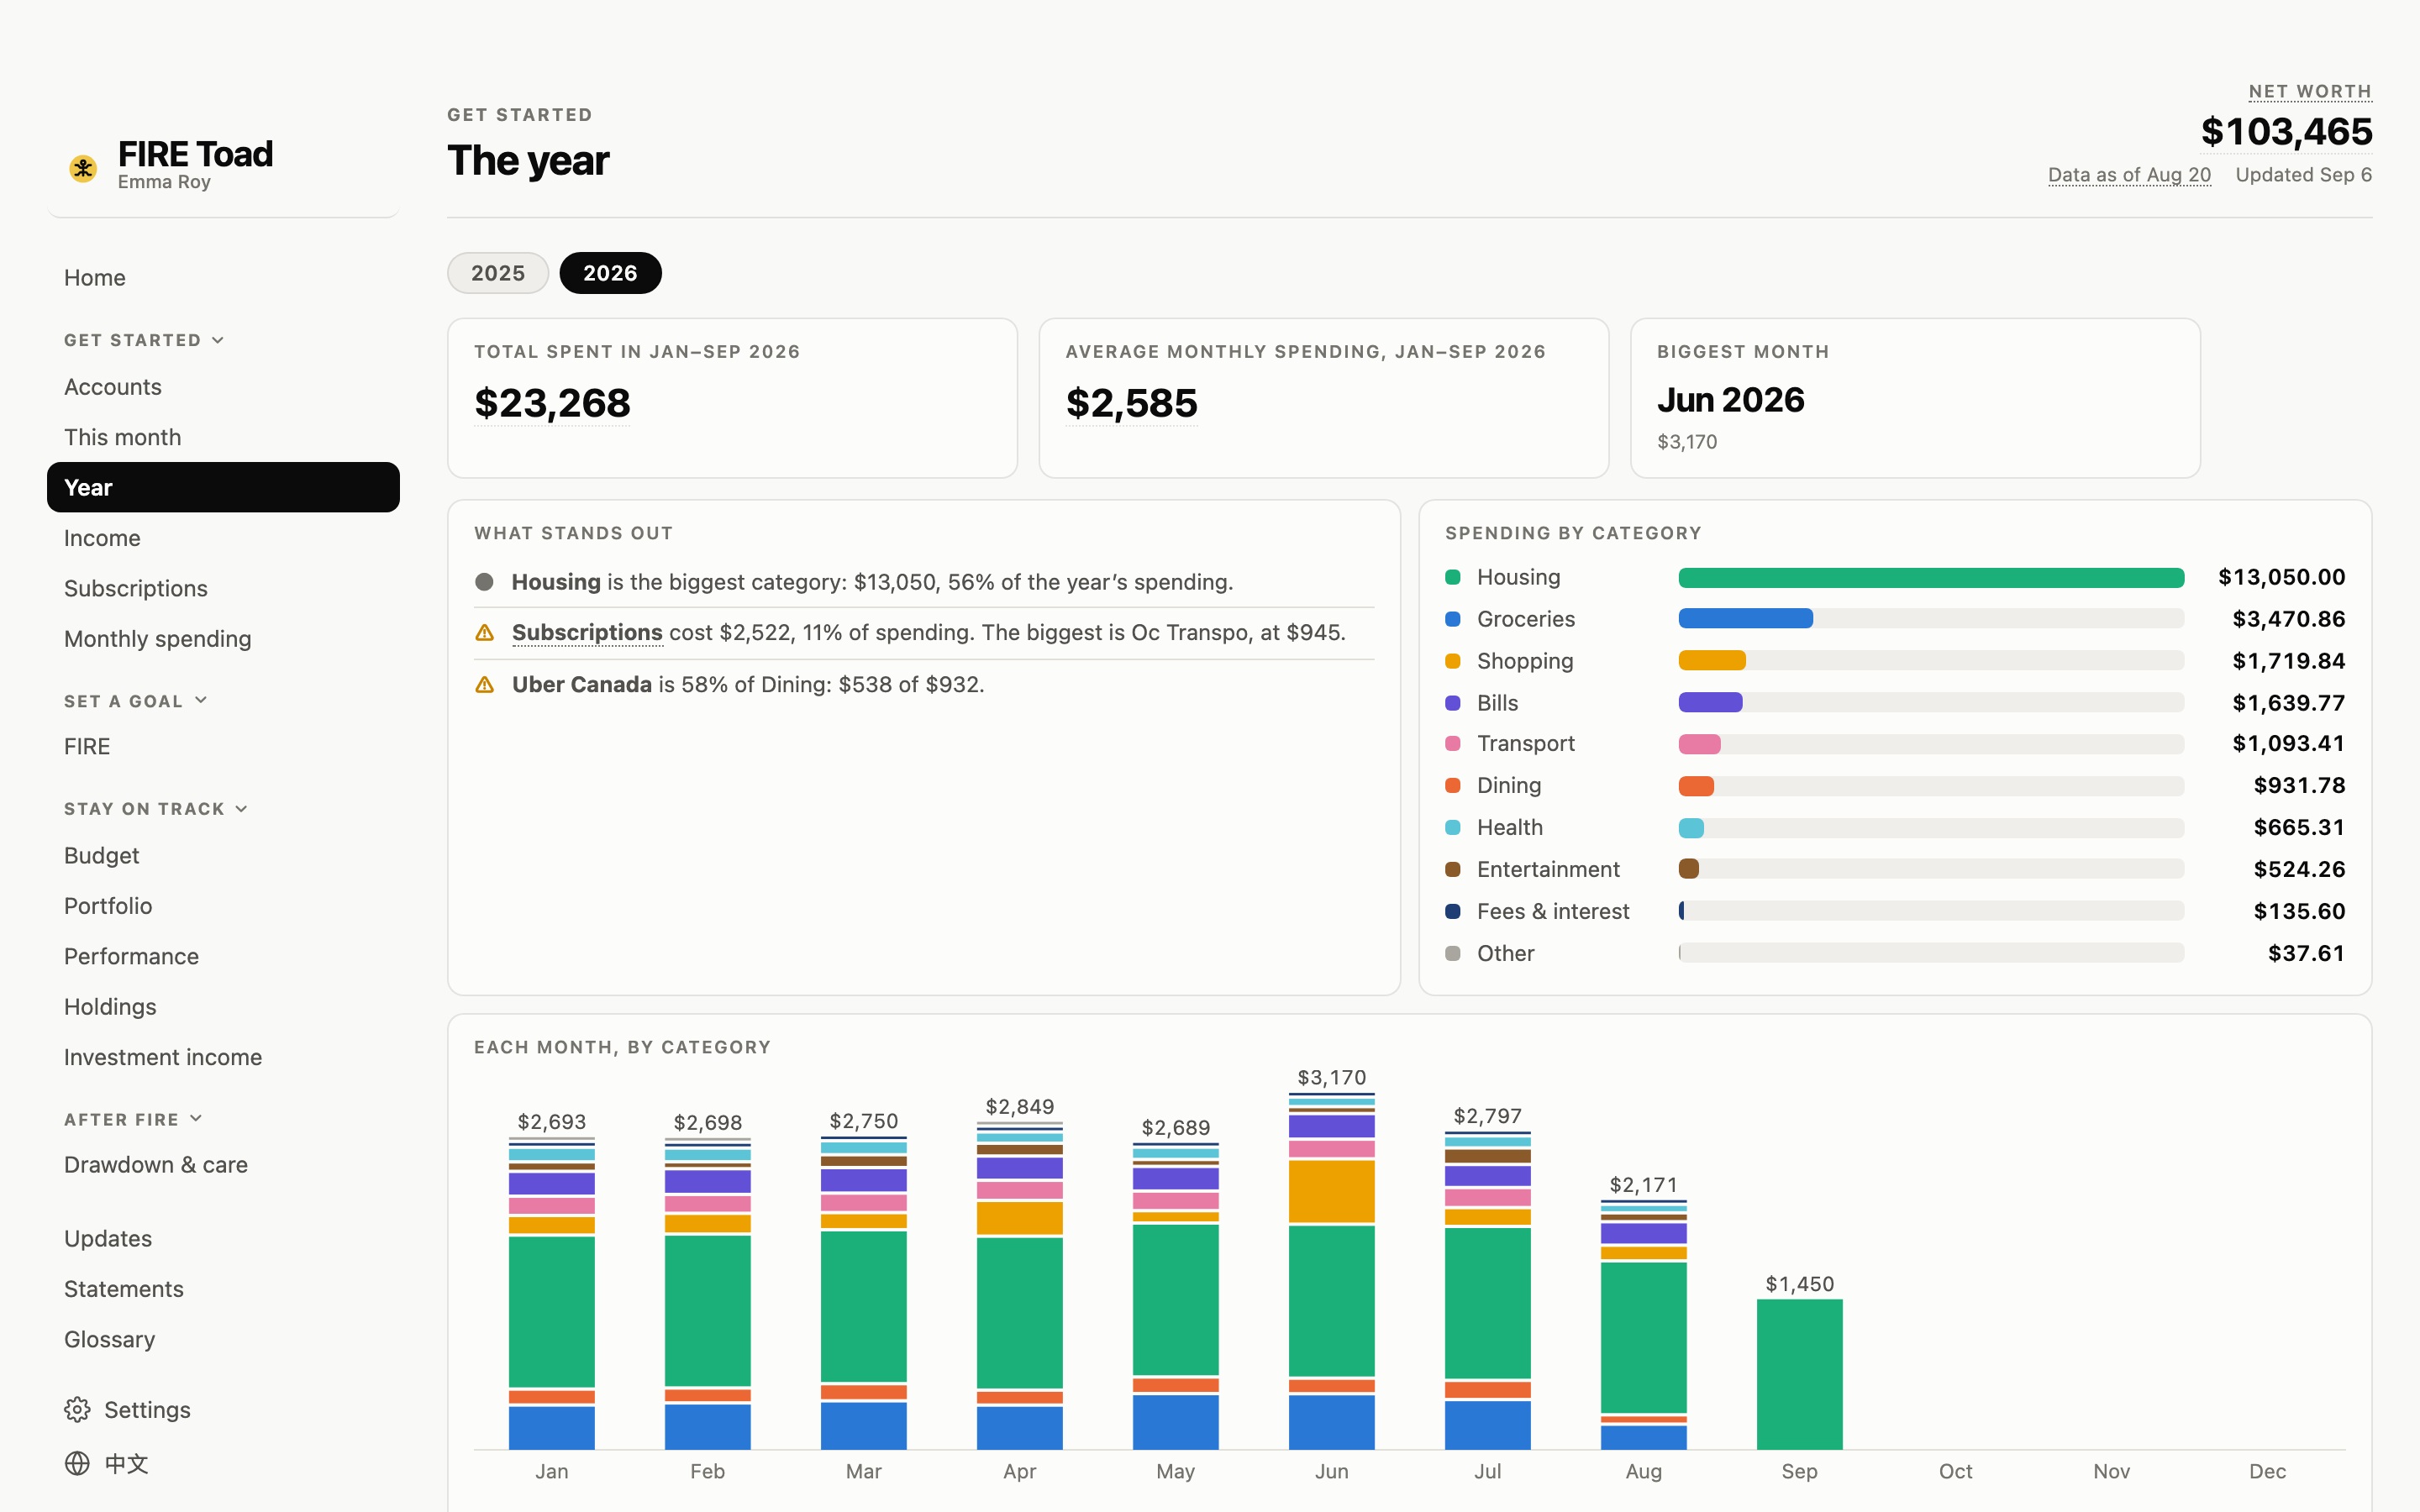 FIRE Toad
Emma Roy
Home
GET STARTED
Accounts
This month
Year
Income
Subscriptions
Monthly spending
SET A GOAL
FIRE
STAY ON TRACK
Budget
Portfolio
Performance
Holdings
Investment income
AFTER FIRE
Drawdown & care
Updates
Statements
Glossary
Settings
中文
GET STARTED
The year
NET WORTH
$103,465
Data as of Aug 20 Updated Sep 6
2025 2026
TOTAL SPENT IN JAN–SEP 2026
$23,268
AVERAGE MONTHLY SPENDING, JAN–SEP 2026
$2,585
BIGGEST MONTH
Jun 2026
$3,170
WHAT STANDS OUT
Housing is the biggest category: $13,050, 56% of the year’s spending.
Subscriptions cost $2,522, 11% of spending. The biggest is Oc Transpo, at $945.
Uber Canada is 58% of Dining: $538 of $932.
SPENDING BY CATEGORY
Housing $13,050.00
Groceries $3,470.86
Shopping $1,719.84
Bills $1,639.77
Transport $1,093.41
Dining $931.78
Health $665.31
Entertainment $524.26
Fees & interest $135.60
Other $37.61
EACH MONTH, BY CATEGORY
$2,693 $2,698 $2,750 $2,849 $2,689 $3,170 $2,797 $2,171 $1,450
Jan Feb Mar Apr May Jun Jul Aug Sep Oct Nov Dec